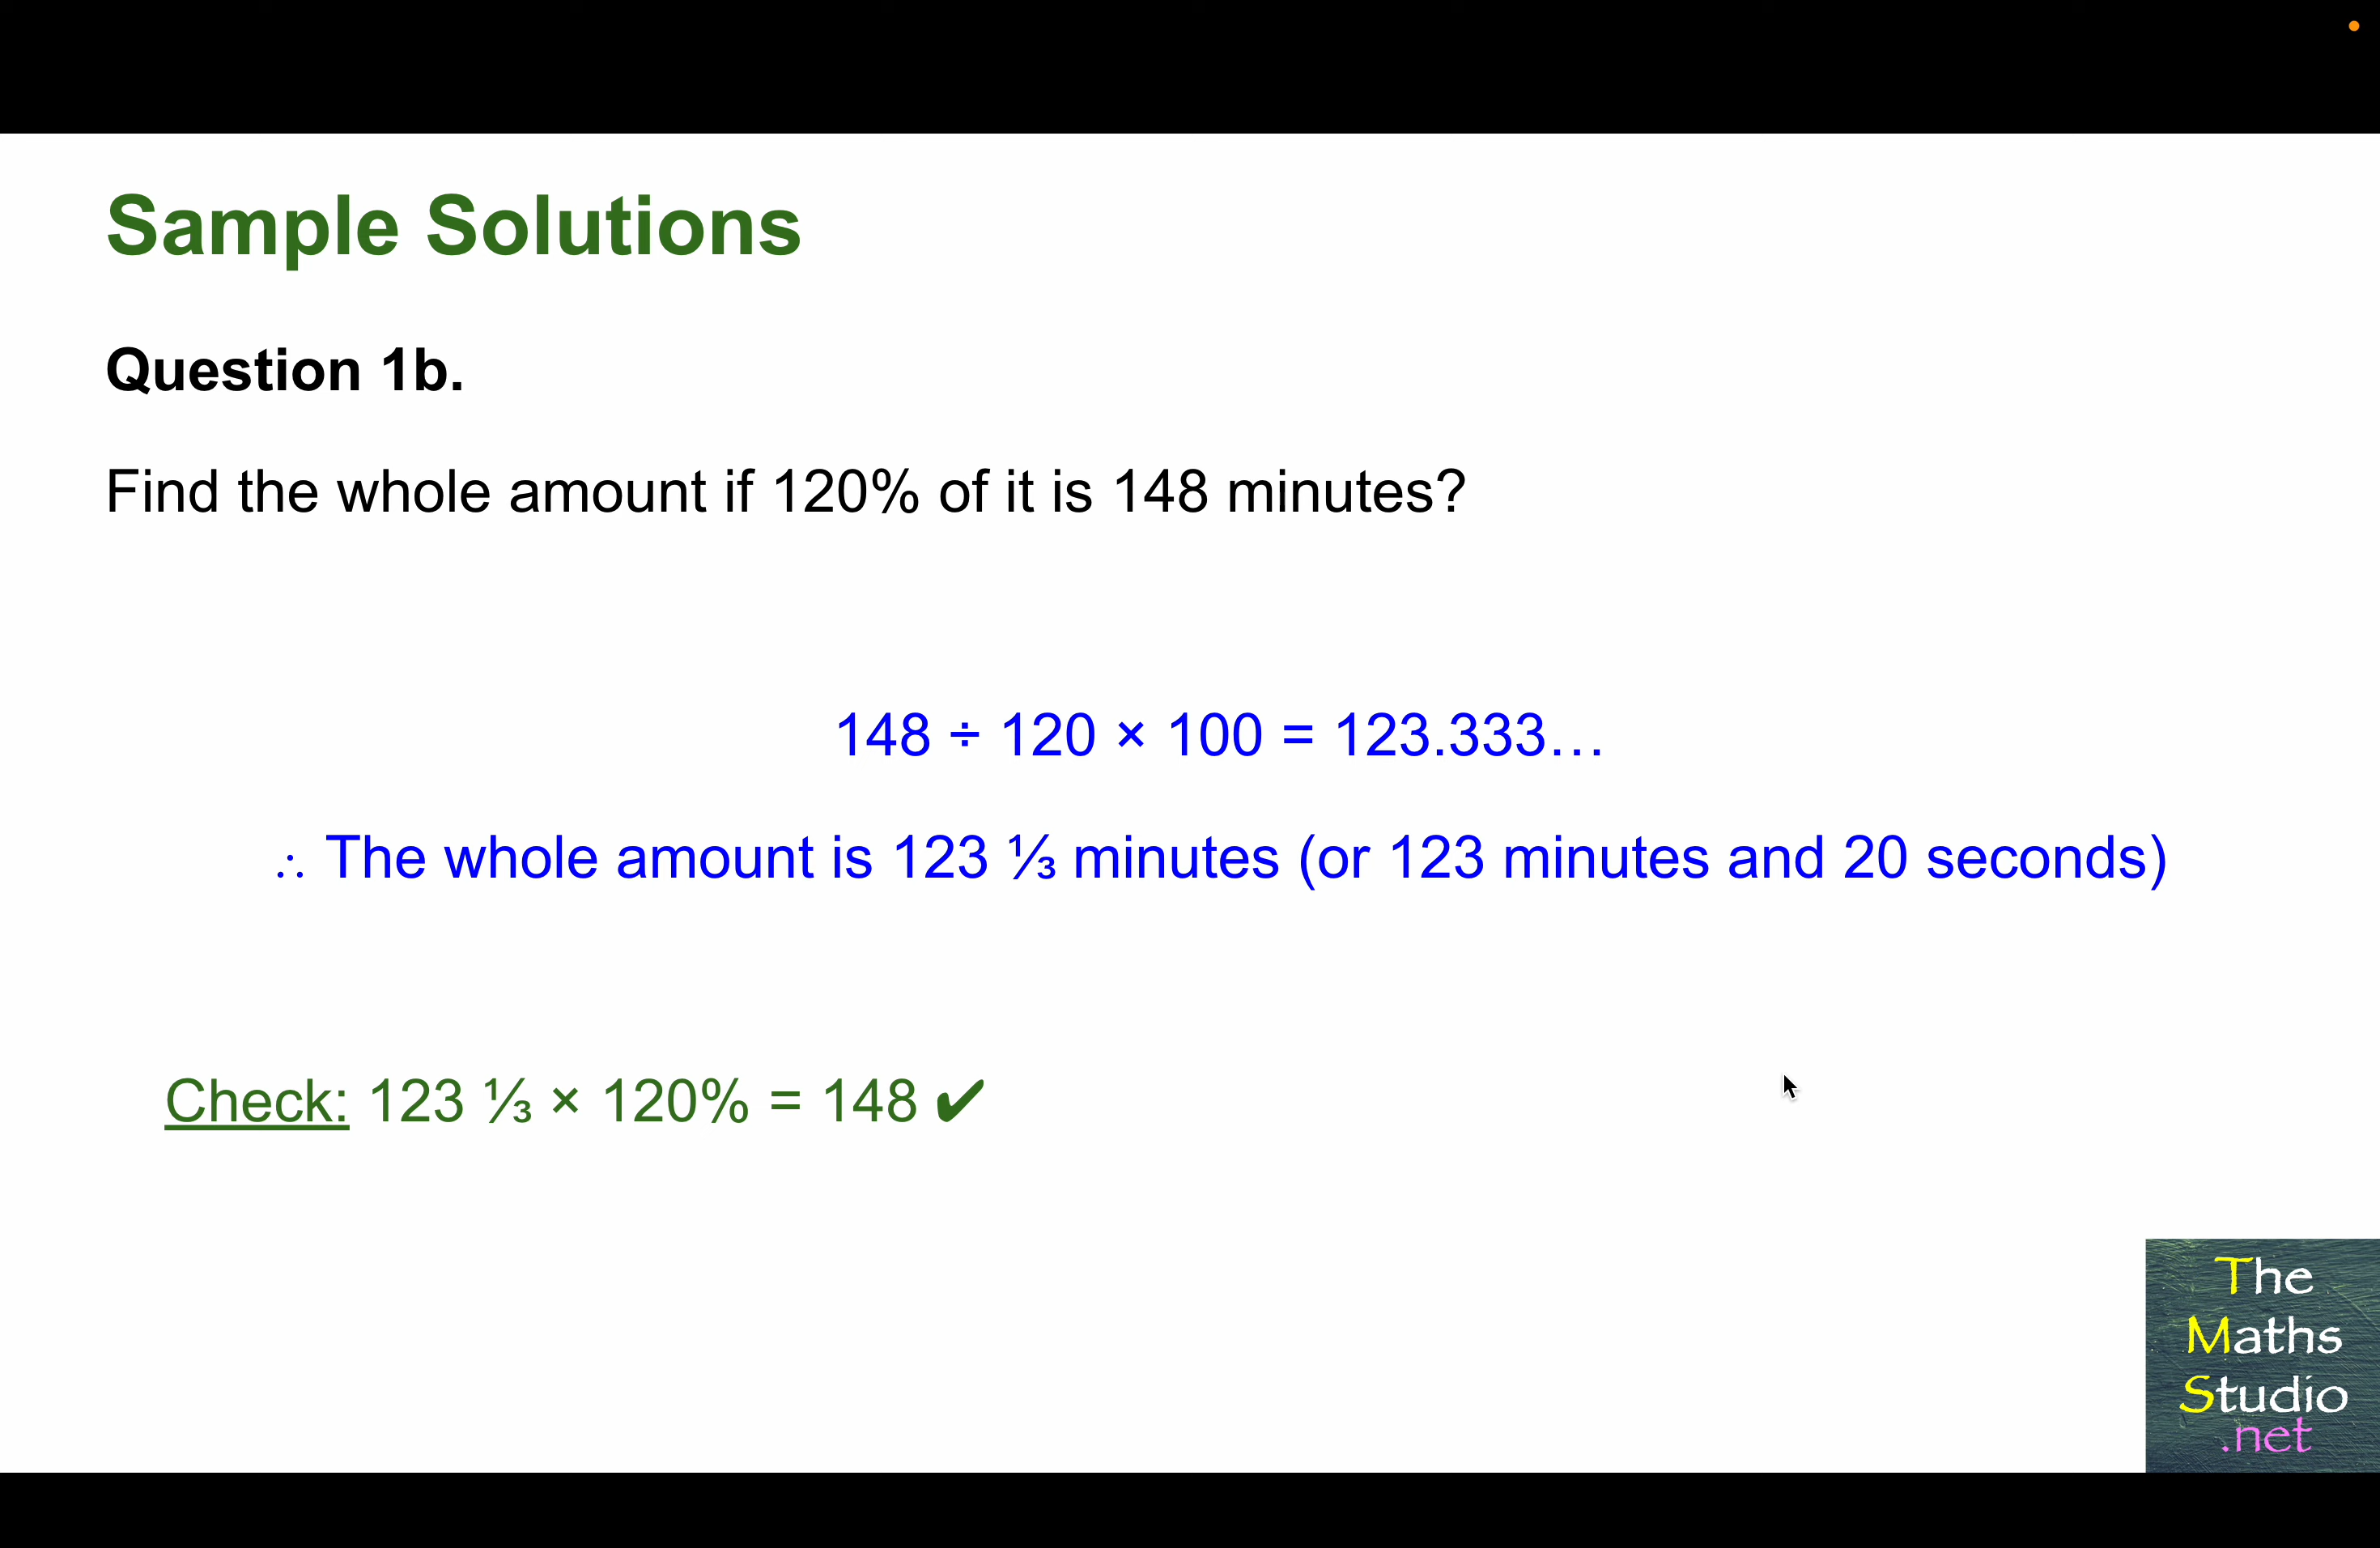 Sample Solutions
Question 1b.
Find the whole amount if 120% of it is 148 minutes?
148 ÷ 120 × 100 = 123.333…
∴ The whole amount is 123 ⅓ minutes (or 123 minutes and 20 seconds)
Check: 123 ⅓ × 120% = 148 ✔
The
Maths
Studio
.net